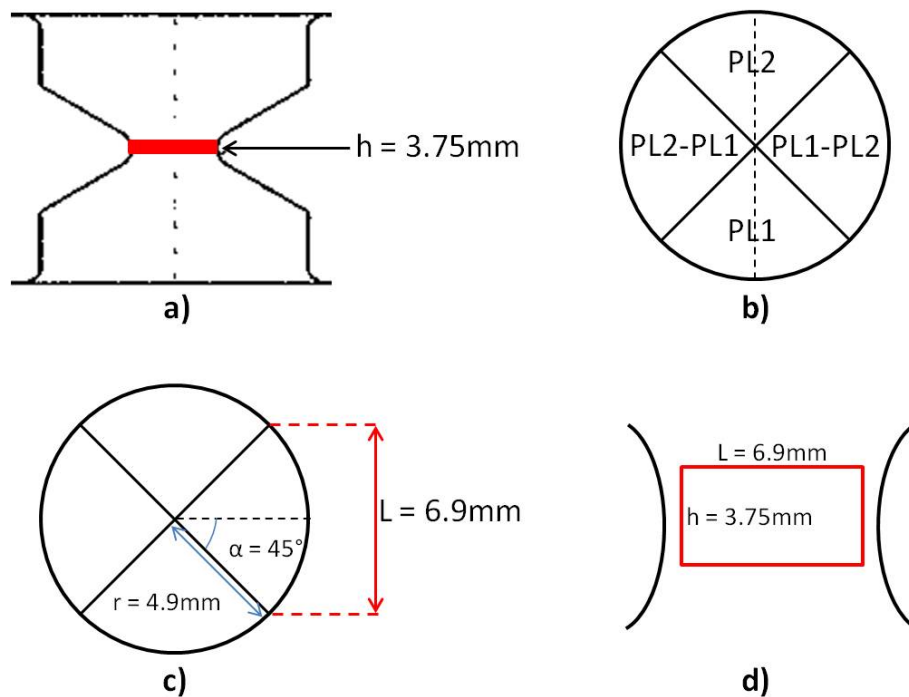 h = 3.75mm
a)
PL2
PL2-PL1
PL1-PL2
PL1
b)
L = 6.9mm
α = 45°
r = 4.9mm
c)
L = 6.9mm
h = 3.75mm
d)